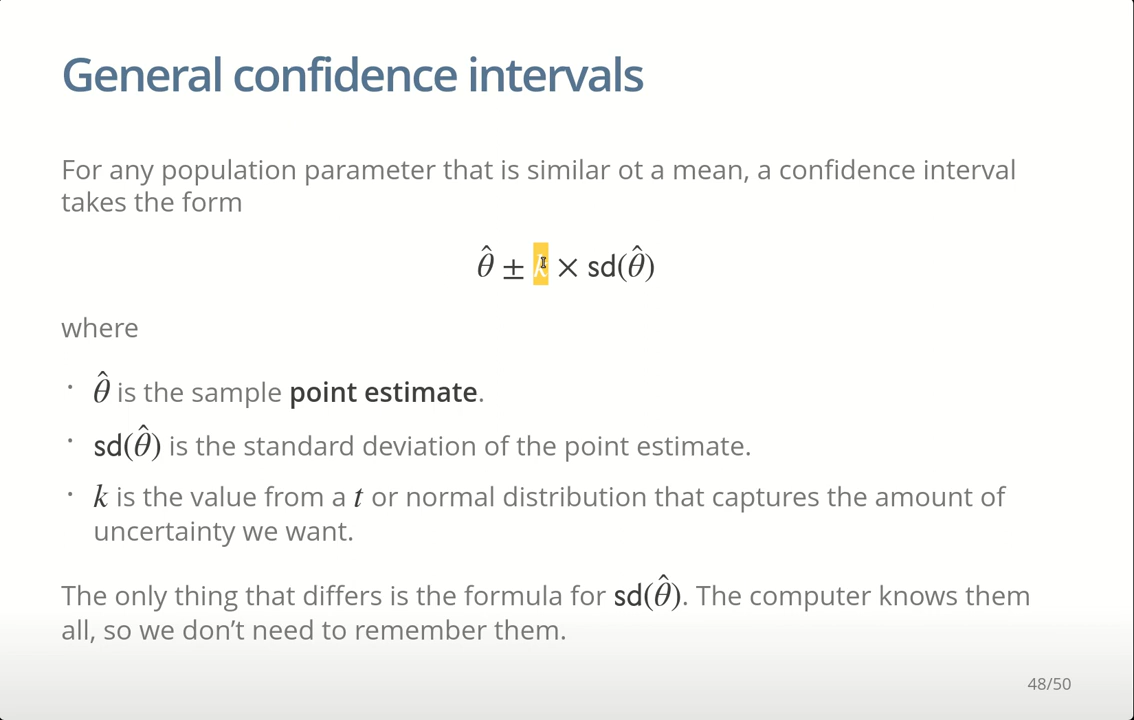 General confidence intervals
For any population parameter that is similar ot a mean, a confidence interval
takes the form
θ̂ ± k × sd(θ̂)
where
· θ̂ is the sample point estimate.
· sd(θ̂) is the standard deviation of the point estimate.
· k is the value from a t or normal distribution that captures the amount of
uncertainty we want.
The only thing that differs is the formula for sd(θ̂). The computer knows them
all, so we don’t need to remember them.
48/50